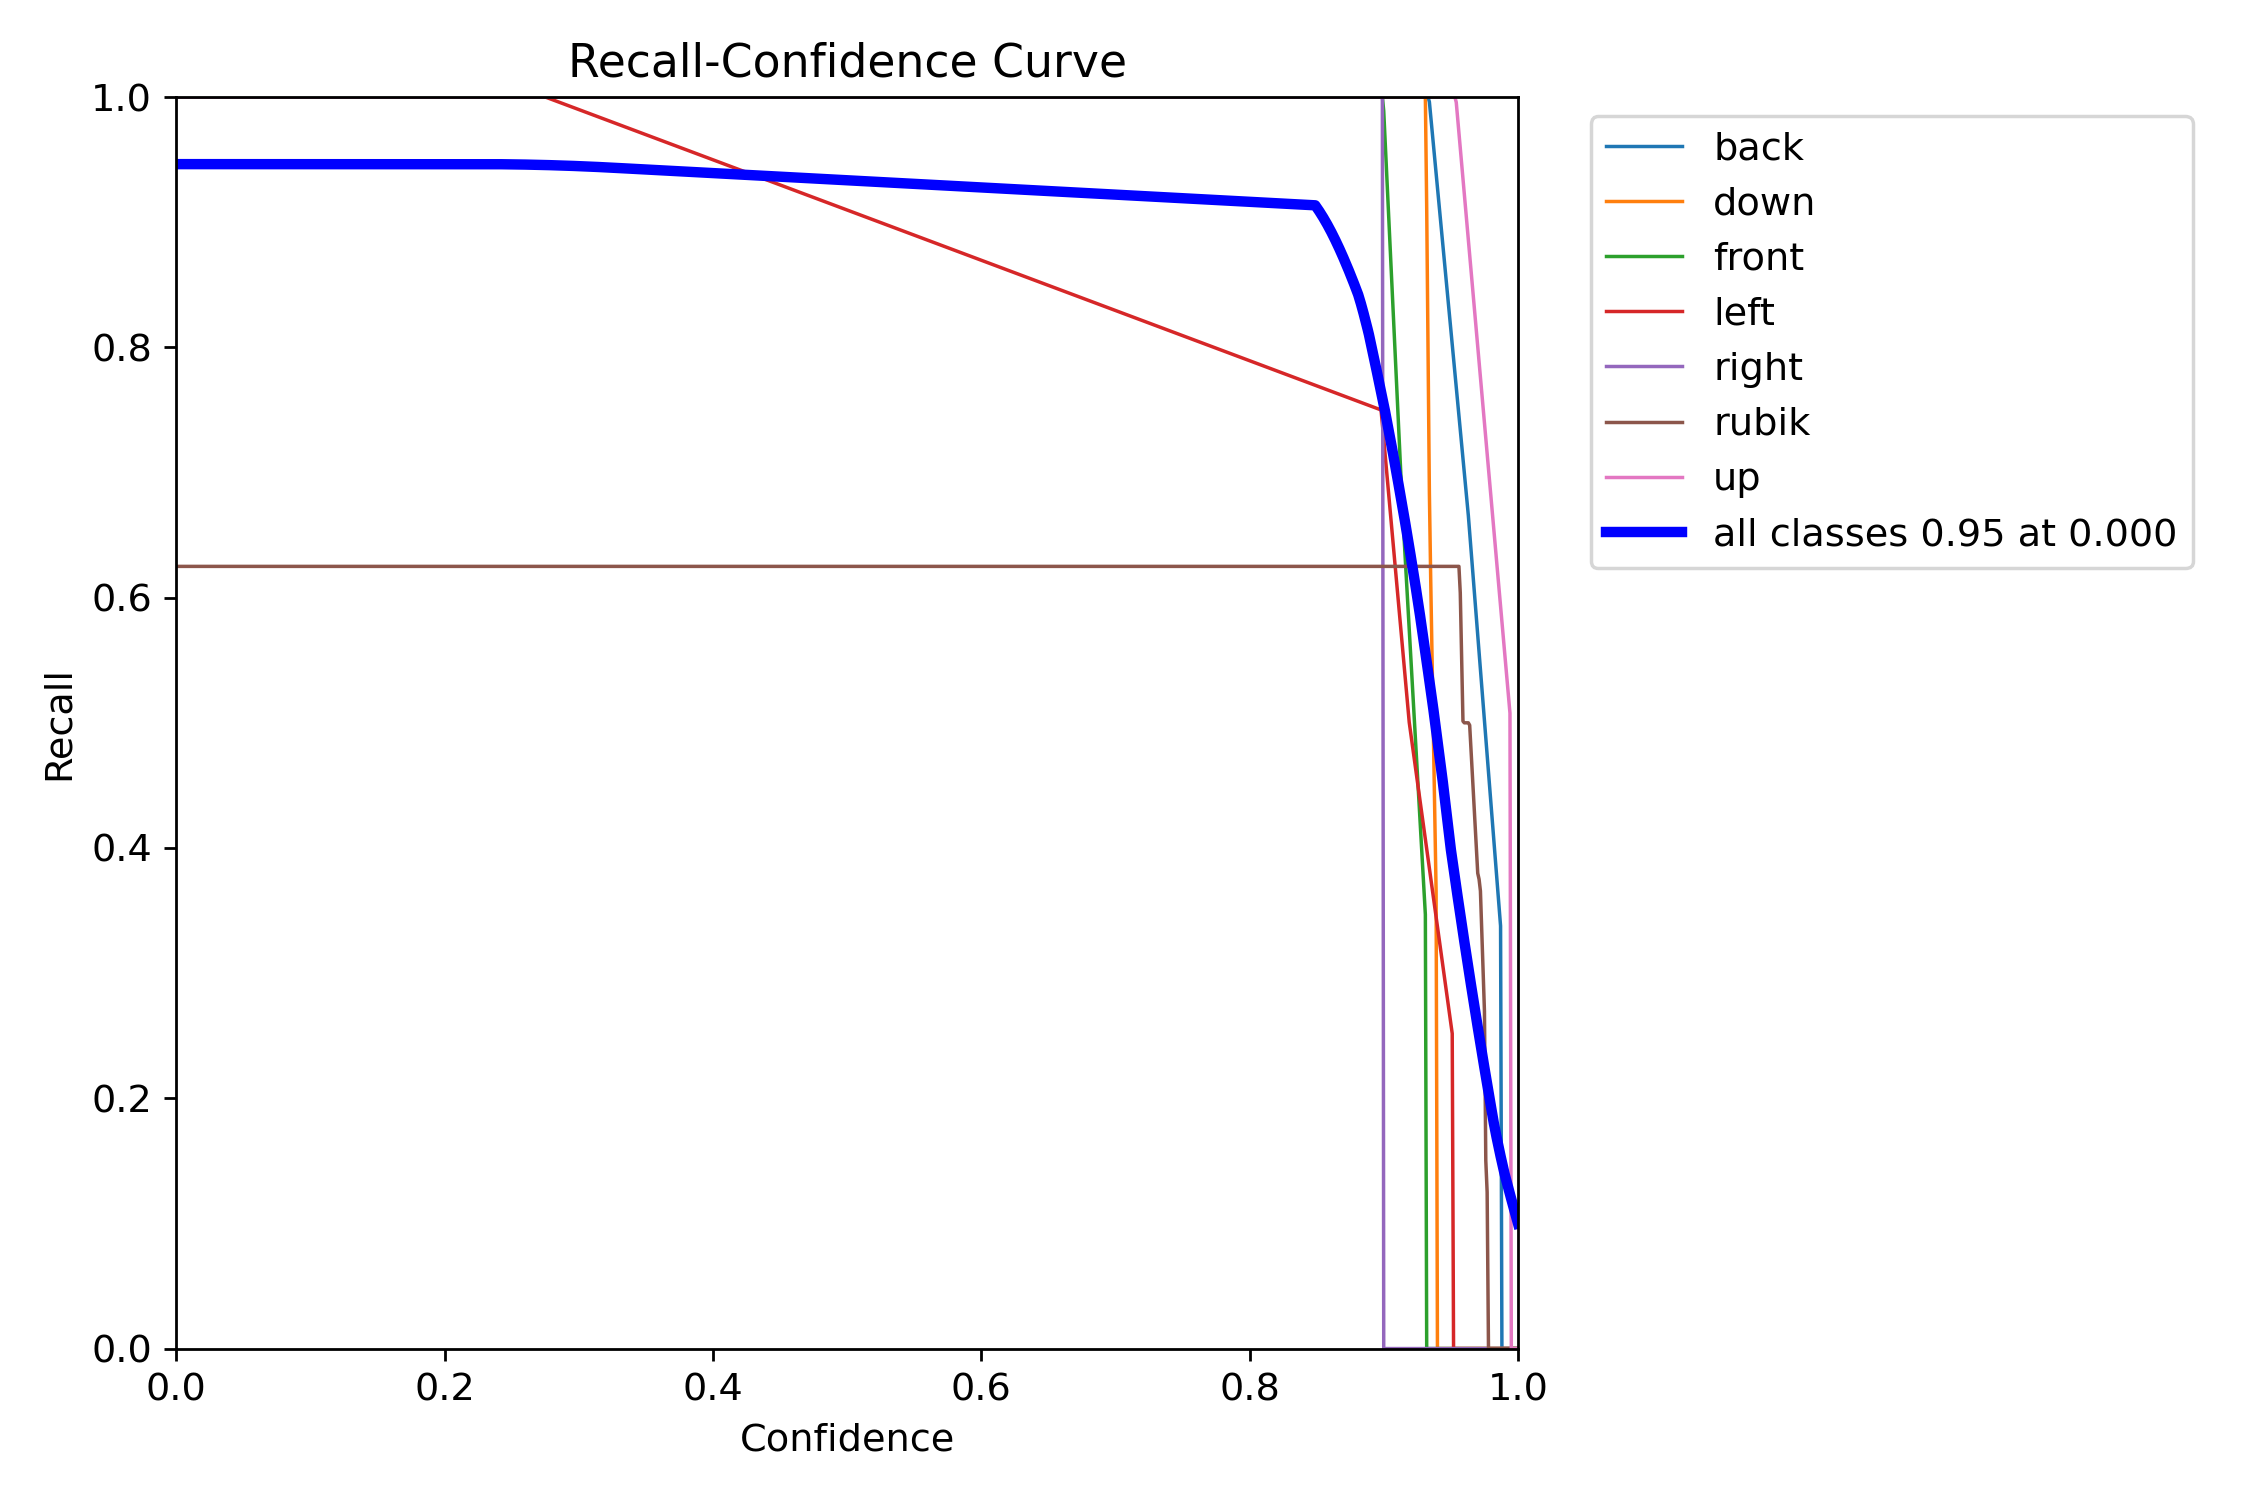 Recall-Confidence Curve
1.0
0.8
0.6
0.4
0.2
0.0
Recall
0.0 0.2 0.4 0.6 0.8 1.0
Confidence
back
down
front
left
right
rubik
up
all classes 0.95 at 0.000